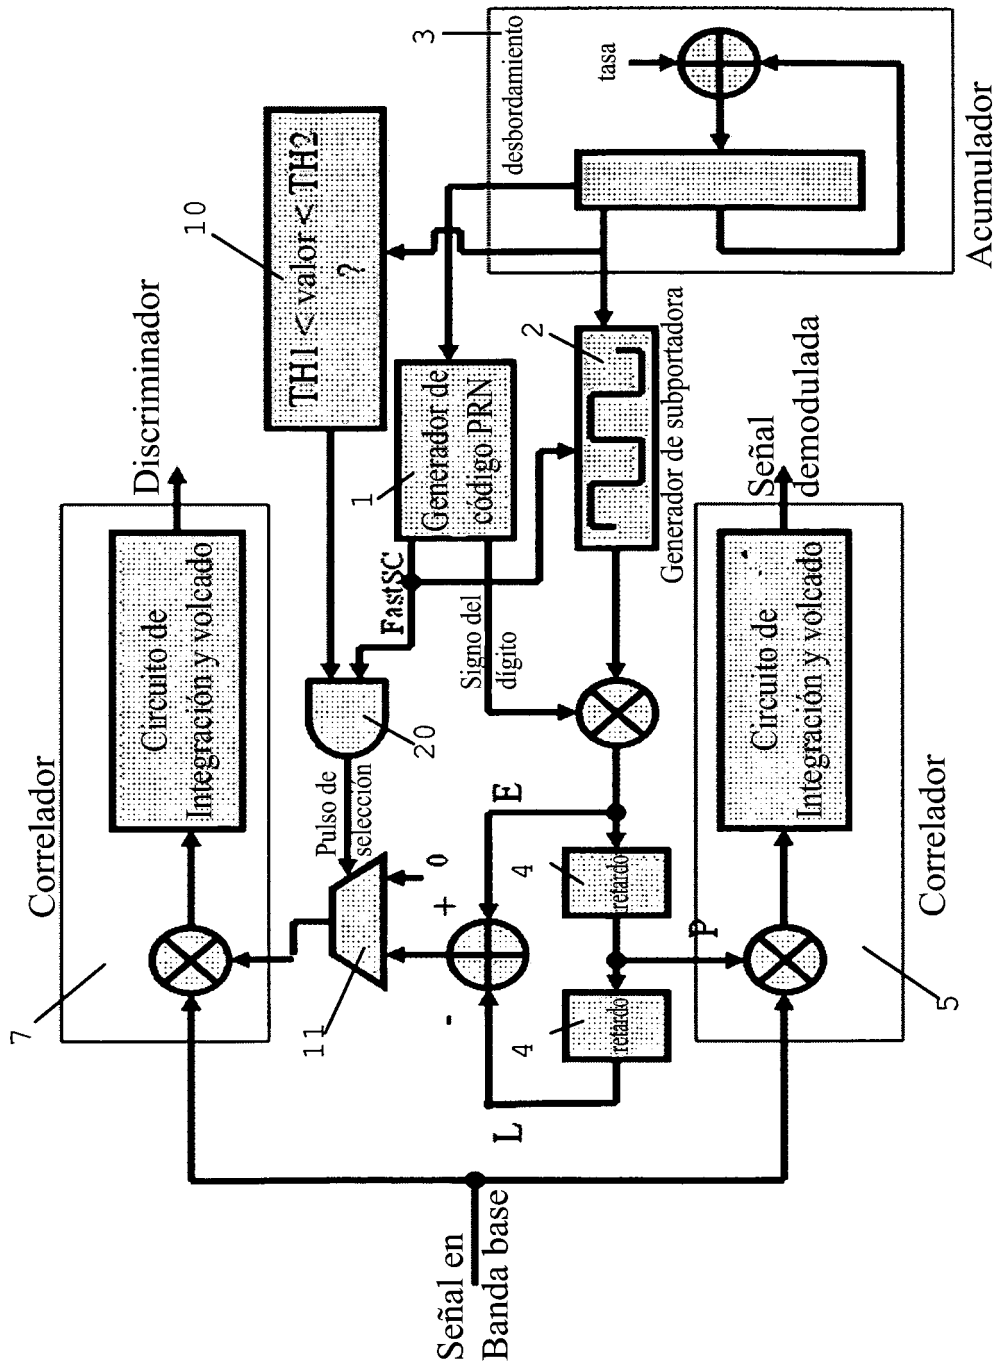 Señal en
Banda base
7
Correlador
Circuito de
Integración y volcado
Discriminador
10
TH1 < valor < TH2
?
3
desbordamiento
tasa
Acumulador
1
Generador de
código PRN
FastSC
Signo del
dígito
20
Pulso de
selección
11
0
+
-
E
L
P
4
retardo
4
retardo
2
Generador de subportadora
5
Correlador
Circuito de
Integración y volcado
Señal
demodulada